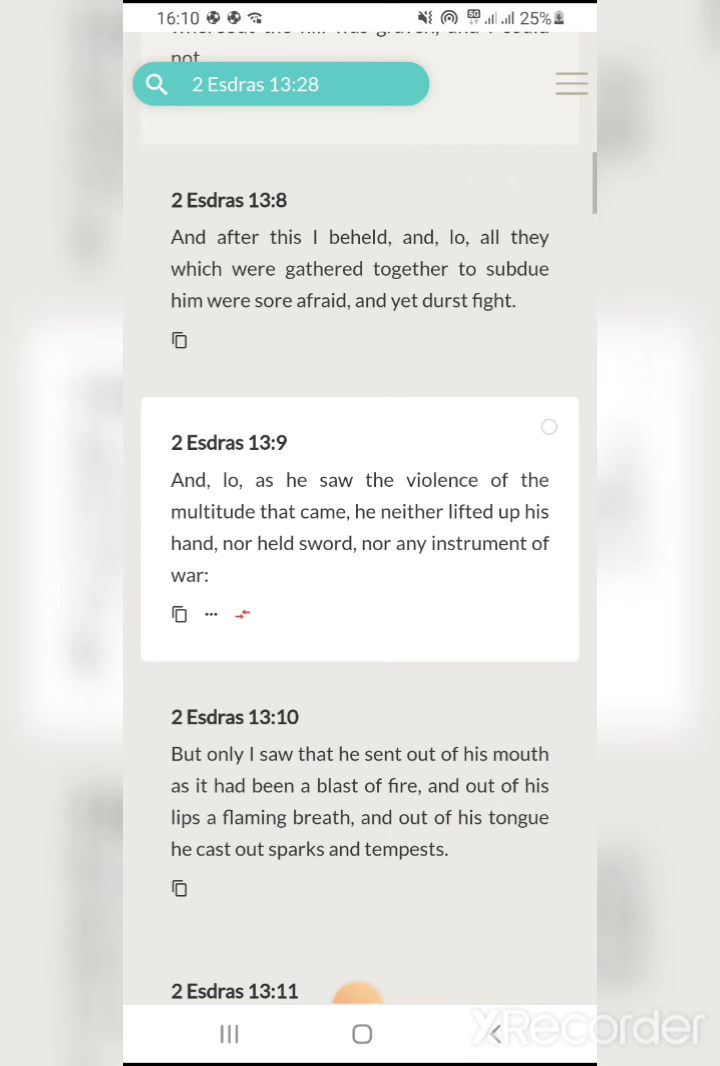 16:10 5G 25%
not
2 Esdras 13:28
2 Esdras 13:8
And after this I beheld, and, lo, all they
which were gathered together to subdue
him were sore afraid, and yet durst fight.
2 Esdras 13:9
And, lo, as he saw the violence of the
multitude that came, he neither lifted up his
hand, nor held sword, nor any instrument of
war:
2 Esdras 13:10
But only I saw that he sent out of his mouth
as it had been a blast of fire, and out of his
lips a flaming breath, and out of his tongue
he cast out sparks and tempests.
2 Esdras 13:11
XRecorder